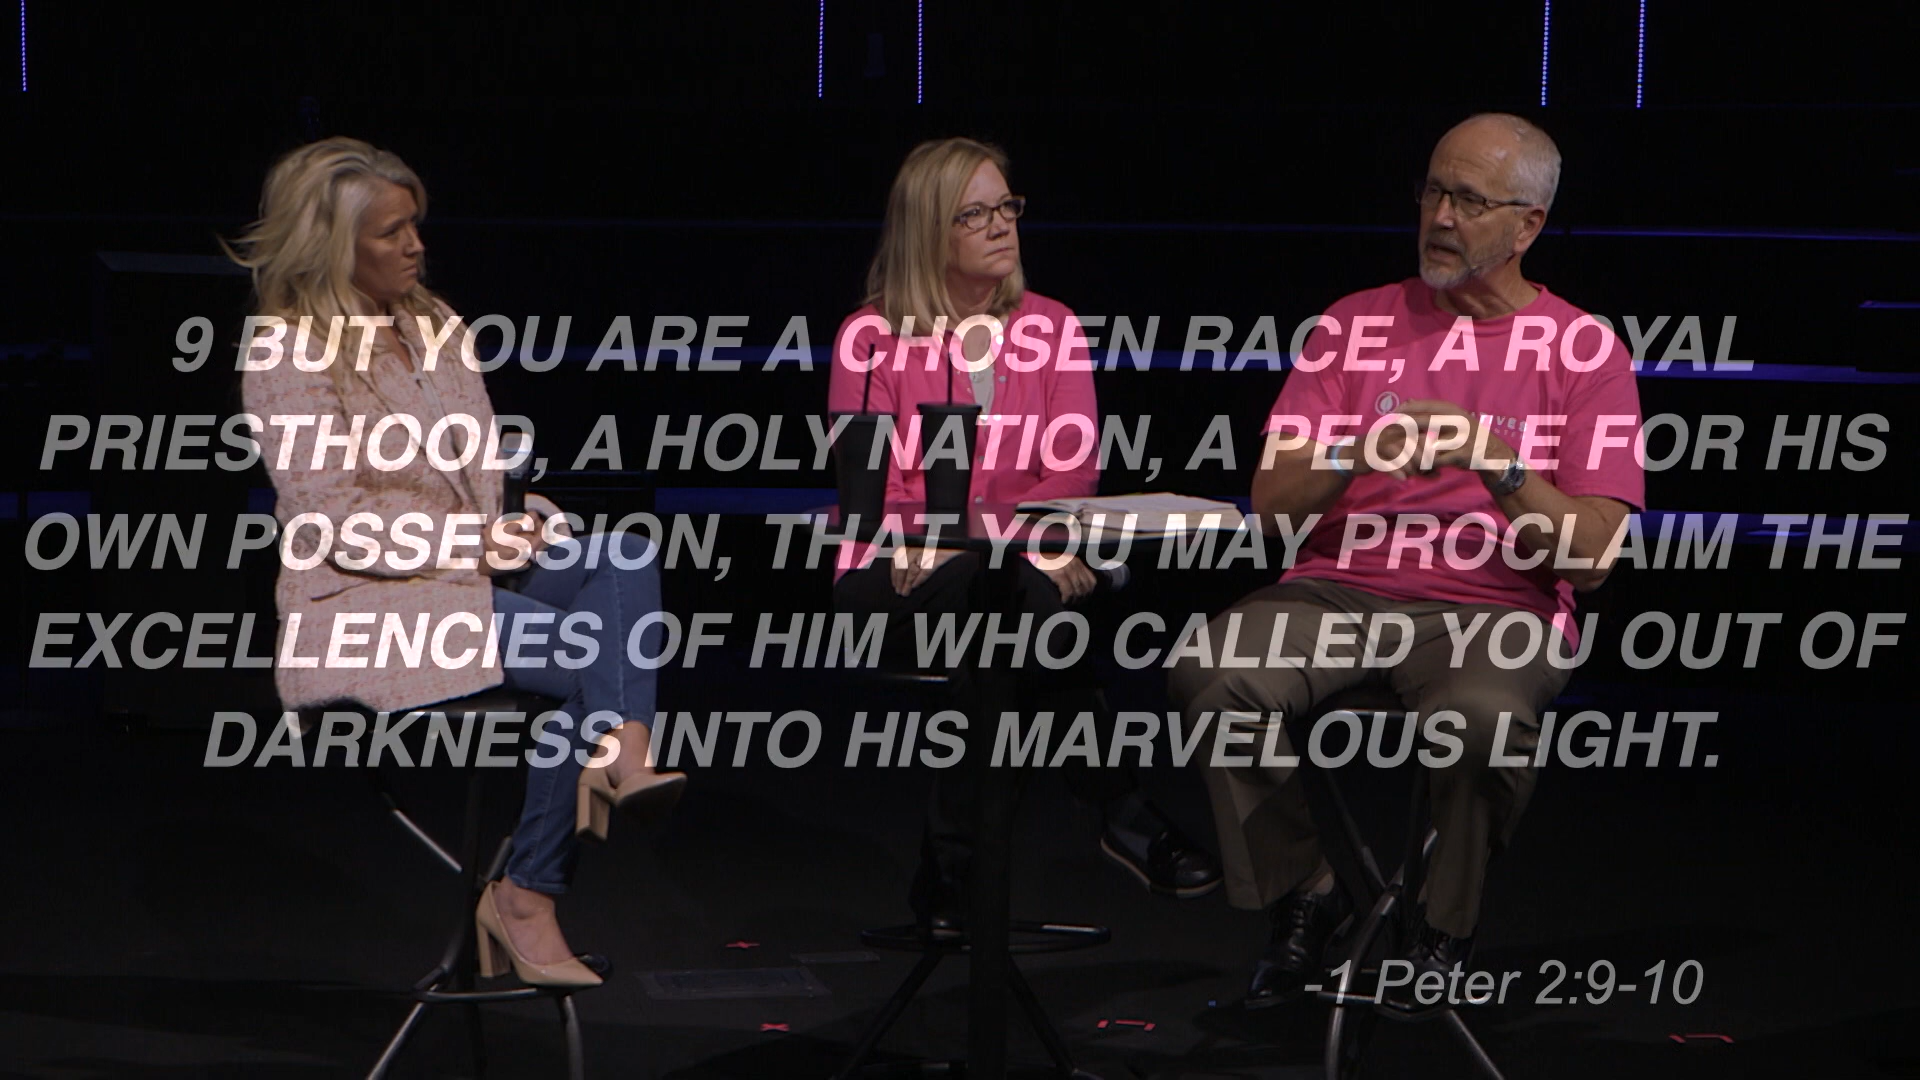 9 BUT YOU ARE A CHOSEN RACE, A ROYAL
PRIESTHOOD, A HOLY NATION, A PEOPLE FOR HIS
OWN POSSESSION, THAT YOU MAY PROCLAIM THE
EXCELLENCIES OF HIM WHO CALLED YOU OUT OF
DARKNESS INTO HIS MARVELOUS LIGHT.
-1 Peter 2:9-10